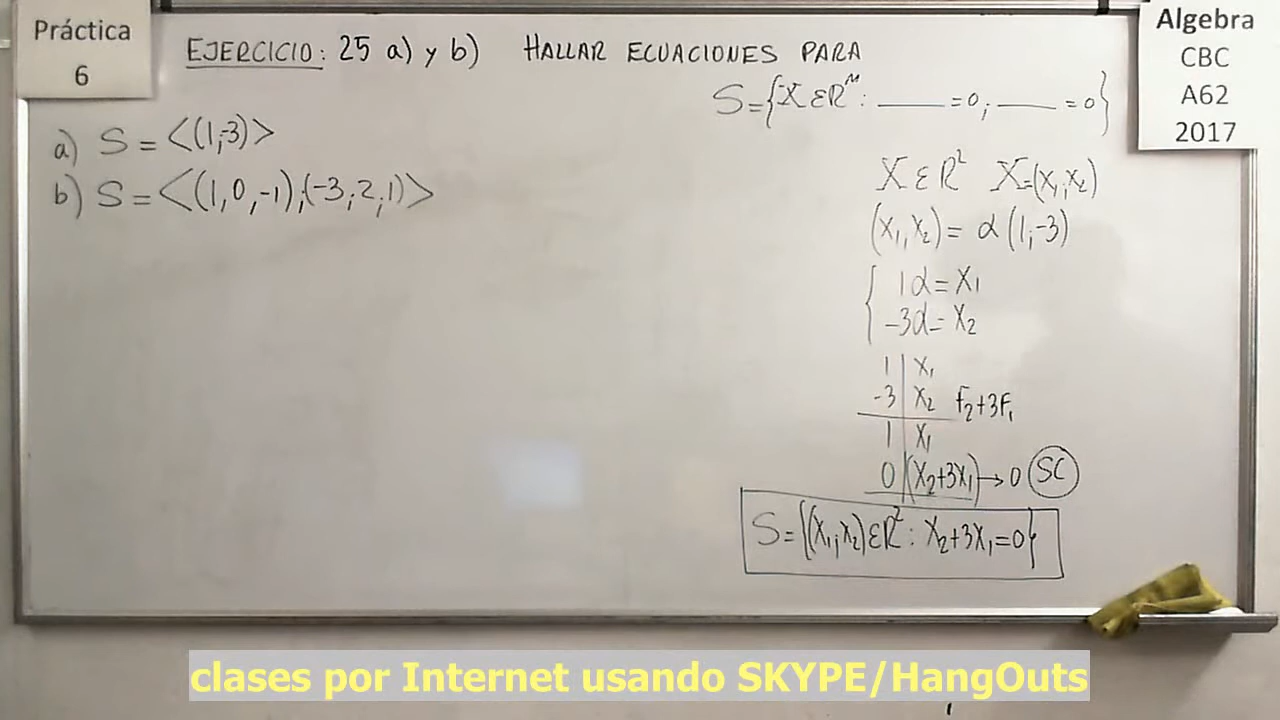 Práctica
6
EJERCICIO: 25 a) y b) HALLAR ECUACIONES PARA
S={X∈ℝⁿ: ____ =0; ____ =0}
a) S = <(1;-3)>
b) S = <(1,0,-1);(-3;2;1)>
Algebra
CBC
A62
2017
X∈ℝ² X=(x₁;x₂)
(x₁;x₂) = α(1;-3)
{ 1α = x₁
-3α = x₂
1 | x₁
-3 | x₂ F₂+3F₁
1 | x₁
0 | (x₂+3x₁)→0 (SC)
S={(x₁;x₂)∈ℝ²: x₂+3x₁=0}
clases por Internet usando SKYPE/HangOuts